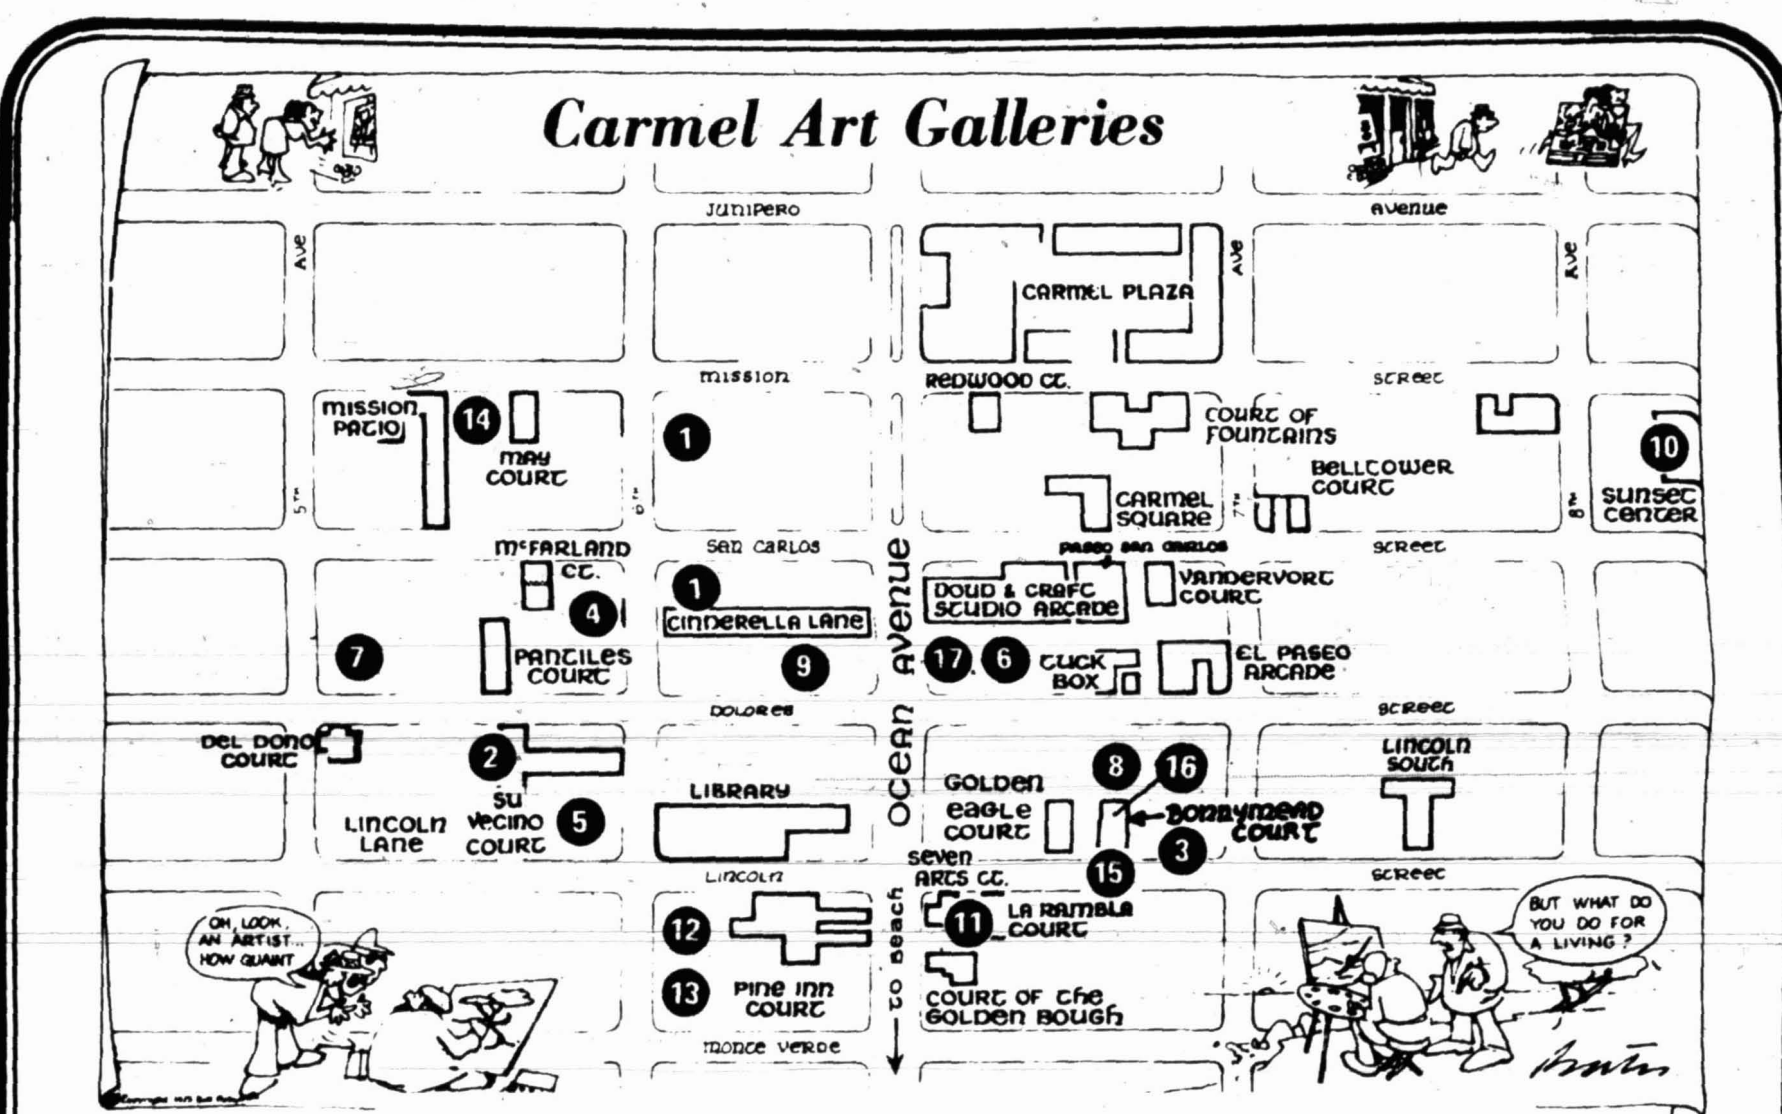 Carmel Art Galleries
JUNIPERO
AVENUE
AVE
AVE
AVE
CARMEL PLAZA
MISSION
REDWOOD CT.
STREET
MISSION
PATIO
14
MAY
COURT
1
COURT OF
FOUNTAINS
BELLTOWER
COURT
10
SUNSET
CENTER
CARMEL
SQUARE
5TH
6TH
7TH
8TH
McFARLAND
CT.
SAN CARLOS
PASEO SAN CARLOS
STREET
4
1
CINDERELLA LANE
DOUD & CRAFT
STUDIO ARCADE
VANDERVORT
COURT
7
PANTILES
COURT
9
OCEAN AVENUE
17
6
TUCK
BOX
EL PASEO
ARCADE
DOLORES
STREET
DEL DONO
COURT
2
SU
VECINO
COURT
5
LINCOLN
LANE
LIBRARY
GOLDEN
EAGLE
COURT
8
16
BONNYMEAD
COURT
3
15
LINCOLN
SOUTH
LINCOLN
SEVEN
ARTS CT.
STREET
12
13
PINE INN
COURT
TO BEACH
11
LA RAMBLA
COURT
COURT OF THE
GOLDEN BOUGH
MONTE VERDE
OH, LOOK,
AN ARTIST...
HOW QUAINT
BUT WHAT DO
YOU DO FOR
A LIVING?